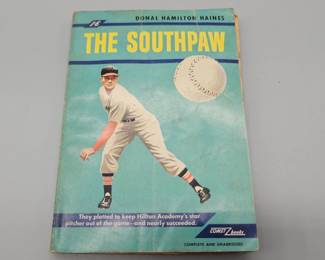 16
DONAL HAMILTON HAINES
THE SOUTHPAW
They plotted to keep Hilton Academy's star
pitcher out of the game—and nearly succeeded.
COMET books
COMPLETE AND UNABRIDGED